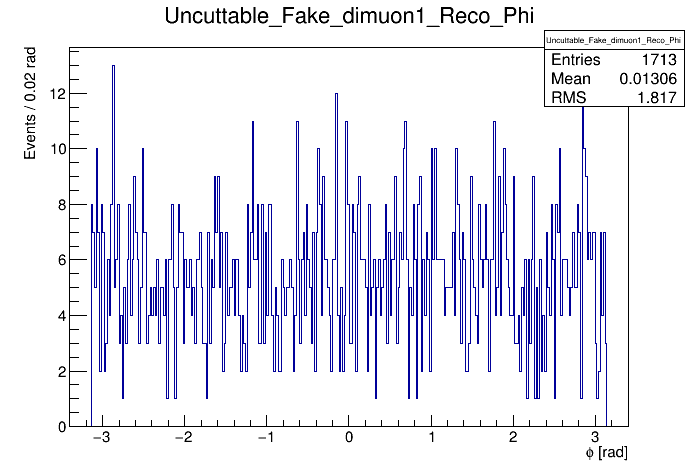 Uncuttable_Fake_dimuon1_Reco_Phi
Uncuttable_Fake_dimuon1_Reco_Phi
Entries 1713
Mean 0.01306
RMS 1.817
Events / 0.02 rad
12
10
8
6
4
2
0
−3 −2 −1 0 1 2 3
ϕ [rad]